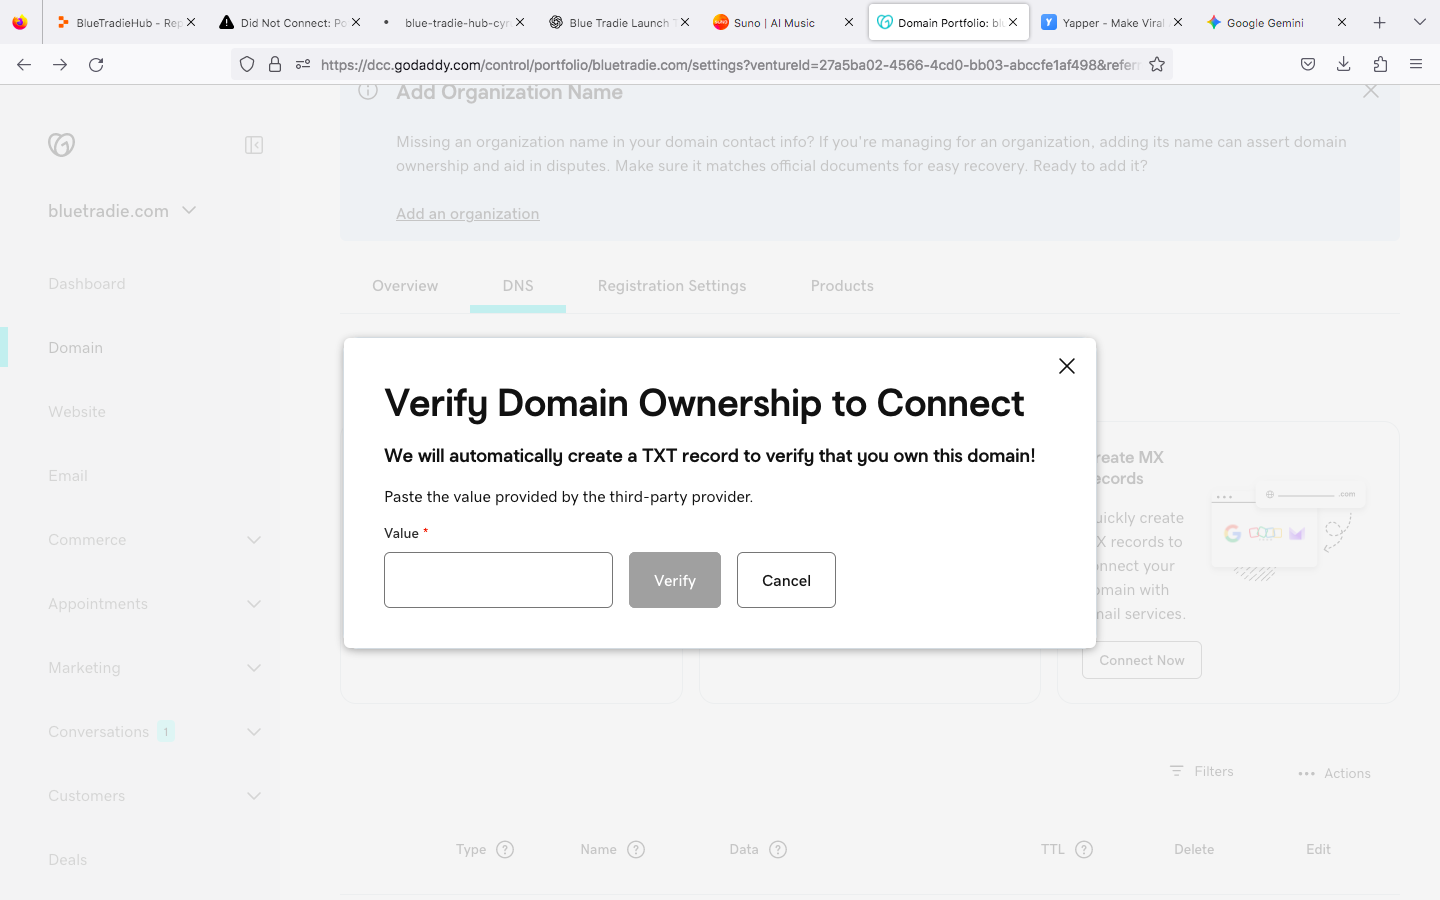 BlueTradieHub - Rep
Did Not Connect: Po
blue-tradie-hub-cyr
Blue Tradie Launch T
Suno | AI Music
Domain Portfolio: blu
Yapper - Make Viral
Google Gemini
https://dcc.godaddy.com/control/portfolio/bluetradie.com/settings?ventureId=27a5ba02-4566-4cd0-bb03-abccfe1af498&referr
Add Organization Name
Missing an organization name in your domain contact info? If you're managing for an organization, adding its name can assert domain
ownership and aid in disputes. Make sure it matches official documents for easy recovery. Ready to add it?
Add an organization
bluetradie.com
Dashboard
Domain
Website
Email
Commerce
Appointments
Marketing
Conversations 1
Customers
Deals
Overview
DNS
Registration Settings
Products
Verify Domain Ownership to Connect
We will automatically create a TXT record to verify that you own this domain!
Paste the value provided by the third-party provider.
Value *
Verify
Cancel
reate MX
ecords
uickly create
X records to
onnect your
omain with
mail services.
.com
Connect Now
Filters
Actions
Type
Name
Data
TTL
Delete
Edit